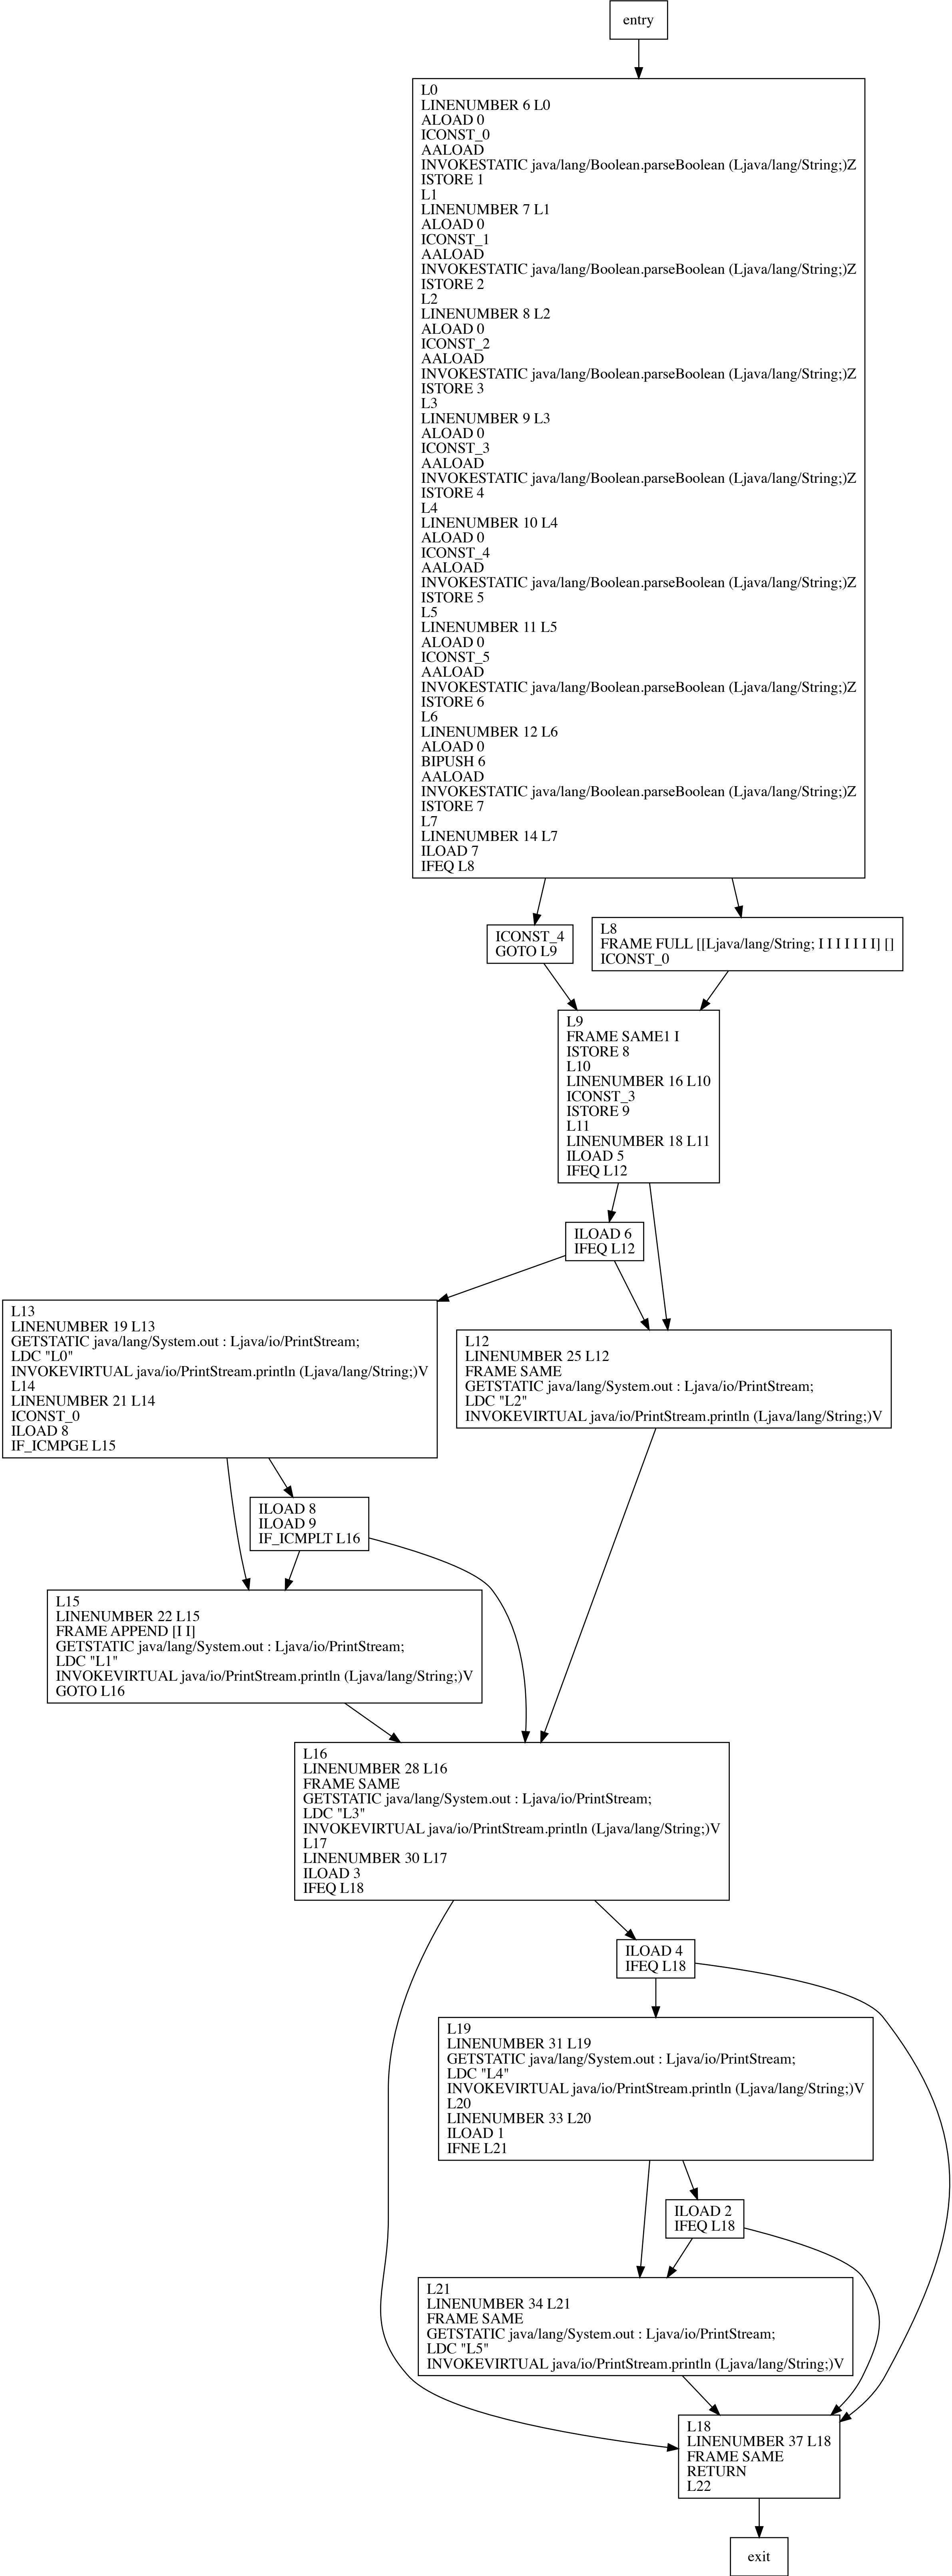 entry
L0
LINENUMBER 6 L0
ALOAD 0
ICONST_0
AALOAD
INVOKESTATIC java/lang/Boolean.parseBoolean (Ljava/lang/String;)Z
ISTORE 1
L1
LINENUMBER 7 L1
ALOAD 0
ICONST_1
AALOAD
INVOKESTATIC java/lang/Boolean.parseBoolean (Ljava/lang/String;)Z
ISTORE 2
L2
LINENUMBER 8 L2
ALOAD 0
ICONST_2
AALOAD
INVOKESTATIC java/lang/Boolean.parseBoolean (Ljava/lang/String;)Z
ISTORE 3
L3
LINENUMBER 9 L3
ALOAD 0
ICONST_3
AALOAD
INVOKESTATIC java/lang/Boolean.parseBoolean (Ljava/lang/String;)Z
ISTORE 4
L4
LINENUMBER 10 L4
ALOAD 0
ICONST_4
AALOAD
INVOKESTATIC java/lang/Boolean.parseBoolean (Ljava/lang/String;)Z
ISTORE 5
L5
LINENUMBER 11 L5
ALOAD 0
ICONST_5
AALOAD
INVOKESTATIC java/lang/Boolean.parseBoolean (Ljava/lang/String;)Z
ISTORE 6
L6
LINENUMBER 12 L6
ALOAD 0
BIPUSH 6
AALOAD
INVOKESTATIC java/lang/Boolean.parseBoolean (Ljava/lang/String;)Z
ISTORE 7
L7
LINENUMBER 14 L7
ILOAD 7
IFEQ L8
ICONST_4
GOTO L9
L8
FRAME FULL [[Ljava/lang/String; I I I I I I I] []
ICONST_0
L9
FRAME SAME1 I
ISTORE 8
L10
LINENUMBER 16 L10
ICONST_3
ISTORE 9
L11
LINENUMBER 18 L11
ILOAD 5
IFEQ L12
ILOAD 6
IFEQ L12
L13
LINENUMBER 19 L13
GETSTATIC java/lang/System.out : Ljava/io/PrintStream;
LDC "L0"
INVOKEVIRTUAL java/io/PrintStream.println (Ljava/lang/String;)V
L14
LINENUMBER 21 L14
ICONST_0
ILOAD 8
IF_ICMPGE L15
L12
LINENUMBER 25 L12
FRAME SAME
GETSTATIC java/lang/System.out : Ljava/io/PrintStream;
LDC "L2"
INVOKEVIRTUAL java/io/PrintStream.println (Ljava/lang/String;)V
ILOAD 8
ILOAD 9
IF_ICMPLT L16
L15
LINENUMBER 22 L15
FRAME APPEND [I I]
GETSTATIC java/lang/System.out : Ljava/io/PrintStream;
LDC "L1"
INVOKEVIRTUAL java/io/PrintStream.println (Ljava/lang/String;)V
GOTO L16
L16
LINENUMBER 28 L16
FRAME SAME
GETSTATIC java/lang/System.out : Ljava/io/PrintStream;
LDC "L3"
INVOKEVIRTUAL java/io/PrintStream.println (Ljava/lang/String;)V
L17
LINENUMBER 30 L17
ILOAD 3
IFEQ L18
ILOAD 4
IFEQ L18
L19
LINENUMBER 31 L19
GETSTATIC java/lang/System.out : Ljava/io/PrintStream;
LDC "L4"
INVOKEVIRTUAL java/io/PrintStream.println (Ljava/lang/String;)V
L20
LINENUMBER 33 L20
ILOAD 1
IFNE L21
ILOAD 2
IFEQ L18
L21
LINENUMBER 34 L21
FRAME SAME
GETSTATIC java/lang/System.out : Ljava/io/PrintStream;
LDC "L5"
INVOKEVIRTUAL java/io/PrintStream.println (Ljava/lang/String;)V
L18
LINENUMBER 37 L18
FRAME SAME
RETURN
L22
exit